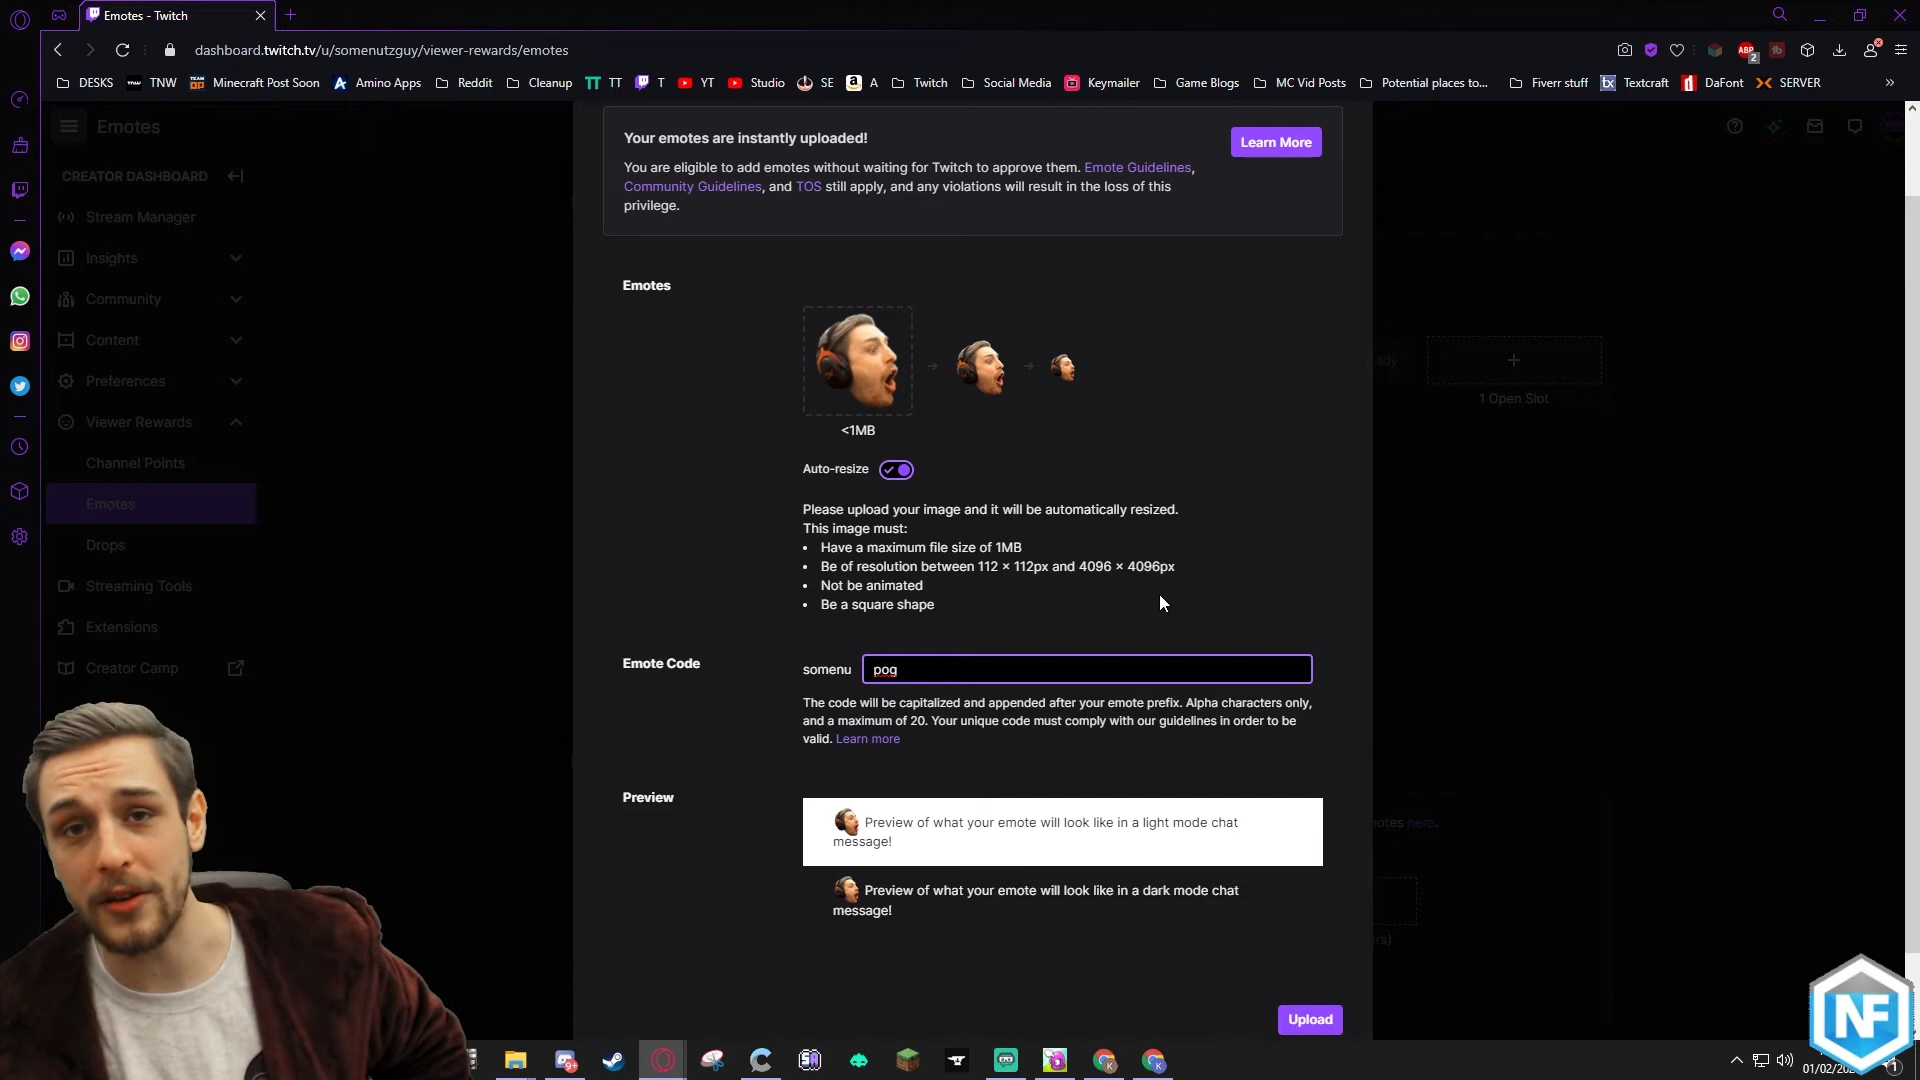 Emotes - Twitch
dashboard.twitch.tv/u/somenutzguy/viewer-rewards/emotes
ABP
2
DESKS
TNW
Minecraft Post Soon
Amino Apps
Reddit
Cleanup
TT
T
YT
Studio
SE
A
Twitch
Social Media
Keymailer
Game Blogs
MC Vid Posts
Potential places to...
Fiverr stuff
Textcraft
DaFont
SERVER
»
Emotes
CREATOR DASHBOARD
Stream Manager
Insights
Community
Content
Preferences
Viewer Rewards
Channel Points
Emotes
Drops
Streaming Tools
Extensions
Creator Camp
Your emotes are instantly uploaded!
Learn More
You are eligible to add emotes without waiting for Twitch to approve them. Emote Guidelines,
Community Guidelines, and TOS still apply, and any violations will result in the loss of this
privilege.
Emotes
<1MB
Auto-resize
Please upload your image and it will be automatically resized.
This image must:
• Have a maximum file size of 1MB
• Be of resolution between 112 × 112px and 4096 × 4096px
• Not be animated
• Be a square shape
1 Open Slot
Emote Code
somenu
pog
The code will be capitalized and appended after your emote prefix. Alpha characters only,
and a maximum of 20. Your unique code must comply with our guidelines in order to be
valid. Learn more
Preview
Preview of what your emote will look like in a light mode chat
message!
Preview of what your emote will look like in a dark mode chat
message!
here.
Upload
NF
9+
K
K
1